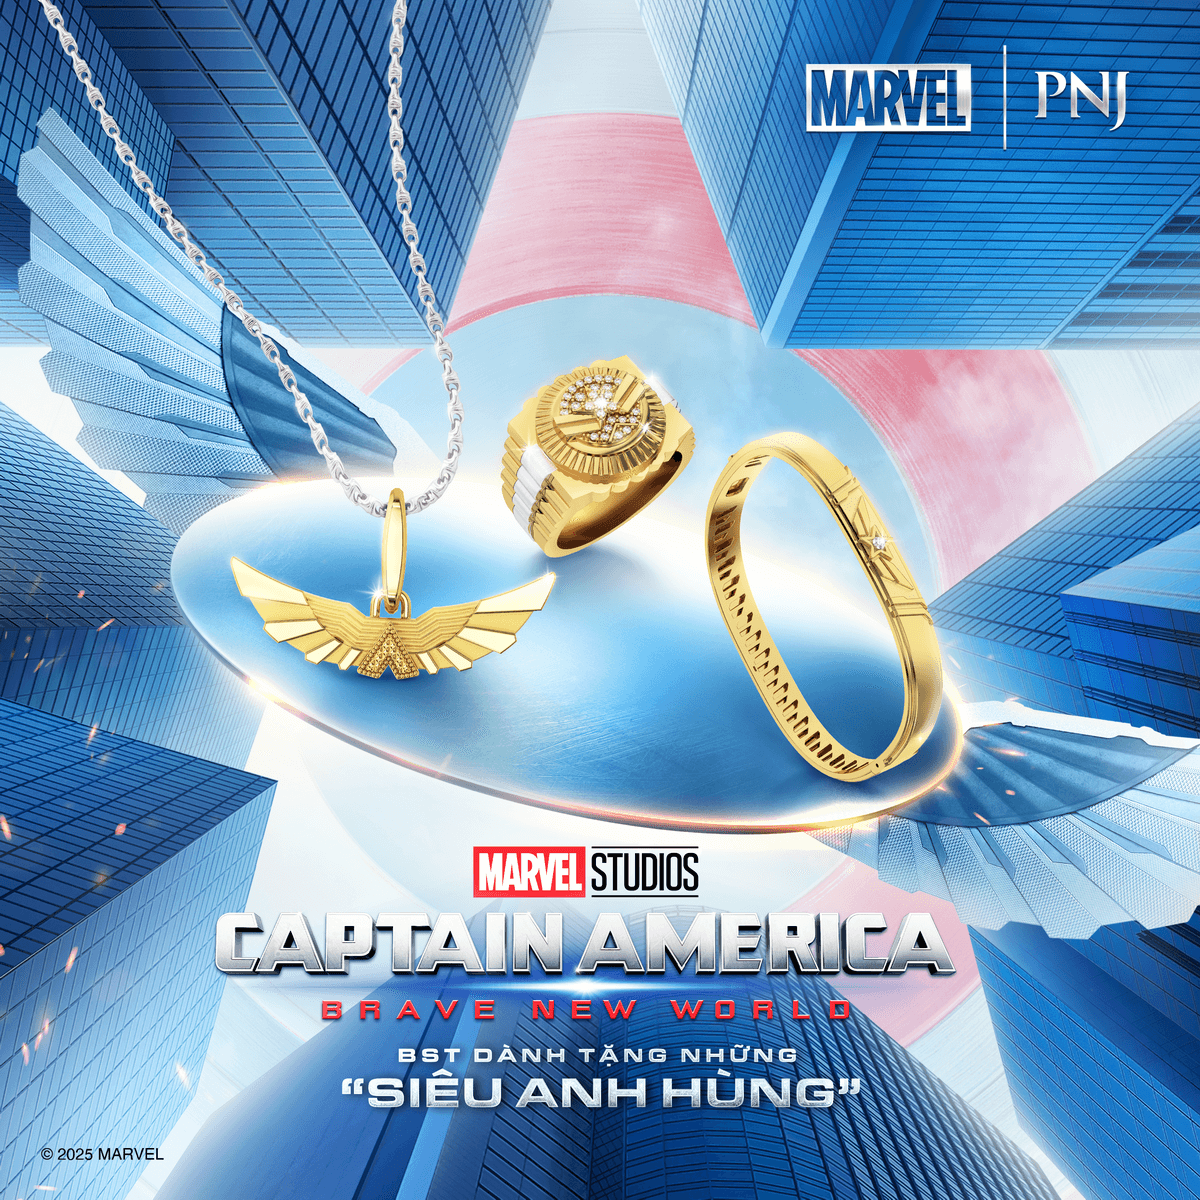 MARVEL | PNJ
MARVEL STUDIOS
CAPTAIN AMERICA
BRAVE NEW WORLD
BST DÀNH TẶNG NHỮNG
“SIÊU ANH HÙNG”
© 2025 MARVEL